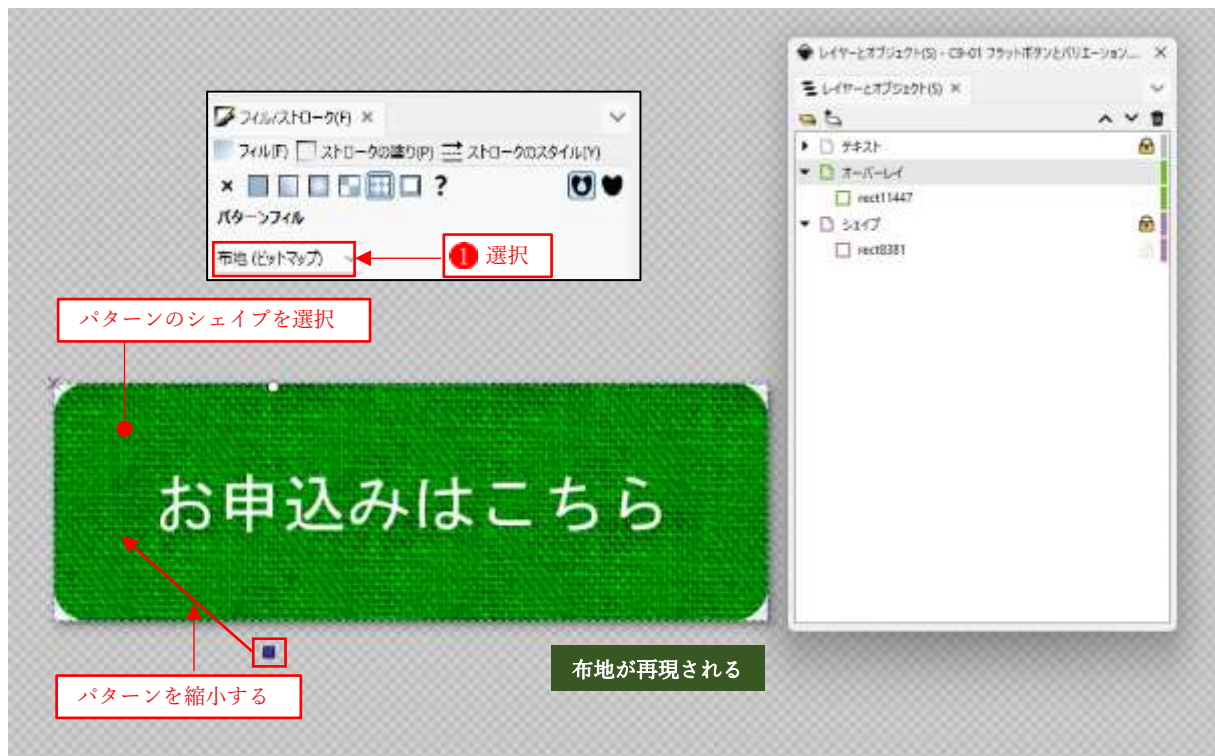 フィル/ストローク(F)
フィル(F) ストロークの塗り(P) ストロークのスタイル(Y)
?
パターンフィル
布地 (ビットマップ)
1 選択
パターンのシェイプを選択
お申込みはこちら
パターンを縮小する
布地が再現される
レイヤーとオブジェクト(S) - C9-01 フラットボタンとバリエーション...
レイヤーとオブジェクト(S)
テキスト
オーバーレイ
rect11447
シェイプ
rect8381